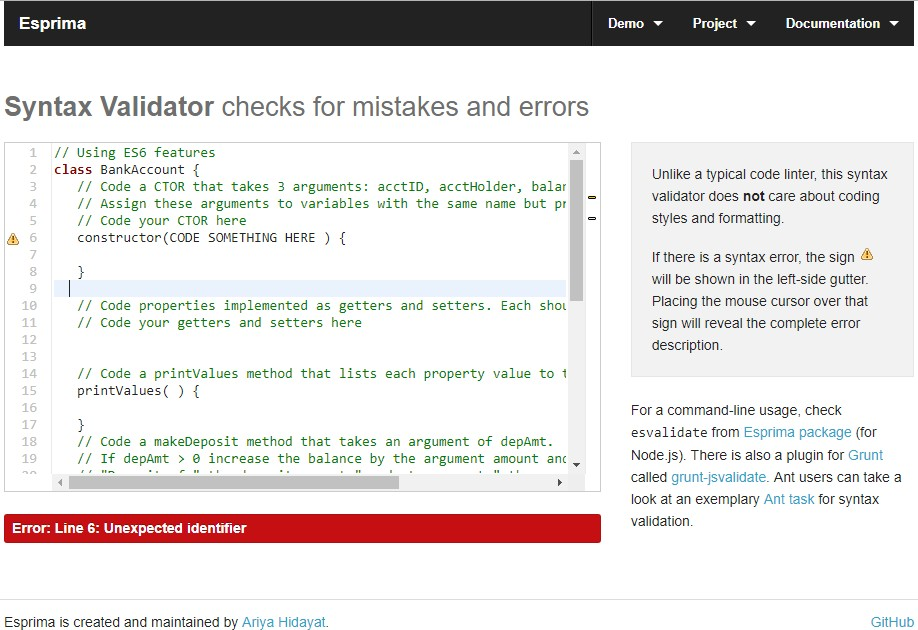 Esprima
Demo
Project
Documentation
Syntax Validator checks for mistakes and errors
1 // Using ES6 features
2 class BankAccount {
3 // Code a CTOR that takes 3 arguments: acctID, acctHolder, balar
4 // Assign these arguments to variables with the same name but pr
5 // Code your CTOR here
6 constructor(CODE SOMETHING HERE ) {
7
8 }
9
10 // Code properties implemented as getters and setters. Each shou
11 // Code your getters and setters here
12
13
14 // Code a printValues method that lists each property value to t
15 printValues( ) {
16
17 }
18 // Code a makeDeposit method that takes an argument of depAmt.
19 // If depAmt > 0 increase the balance by the argument amount and
Error: Line 6: Unexpected identifier
Unlike a typical code linter, this syntax
validator does not care about coding
styles and formatting.
If there is a syntax error, the sign
will be shown in the left-side gutter.
Placing the mouse cursor over that
sign will reveal the complete error
description.
For a command-line usage, check
esvalidate from Esprima package (for
Node.js). There is also a plugin for Grunt
called grunt-jsvalidate. Ant users can take a
look at an exemplary Ant task for syntax
validation.
Esprima is created and maintained by Ariya Hidayat.
GitHub